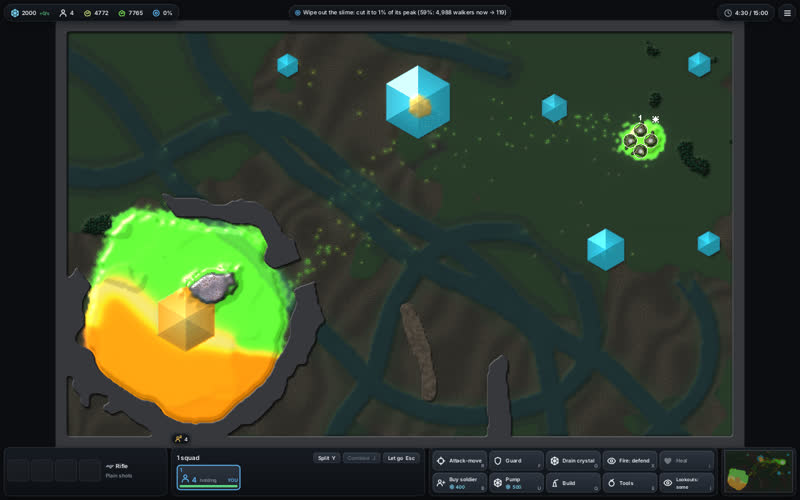 2000 +0/s 4 4772 7765 0%
Wipe out the slime: cut it to 1% of its peak (59%: 4,988 walkers now → 119)
4:30 / 15:00
1
4
Rifle
Plain shots
1 squad
Split Y Combine J Let go Esc
1
4 holding YOU
Attack-move
Guard
Drain crystal
Fire: defend
Heal
Buy soldier
400
Pump
500
Build
Tools
Lookouts:
some